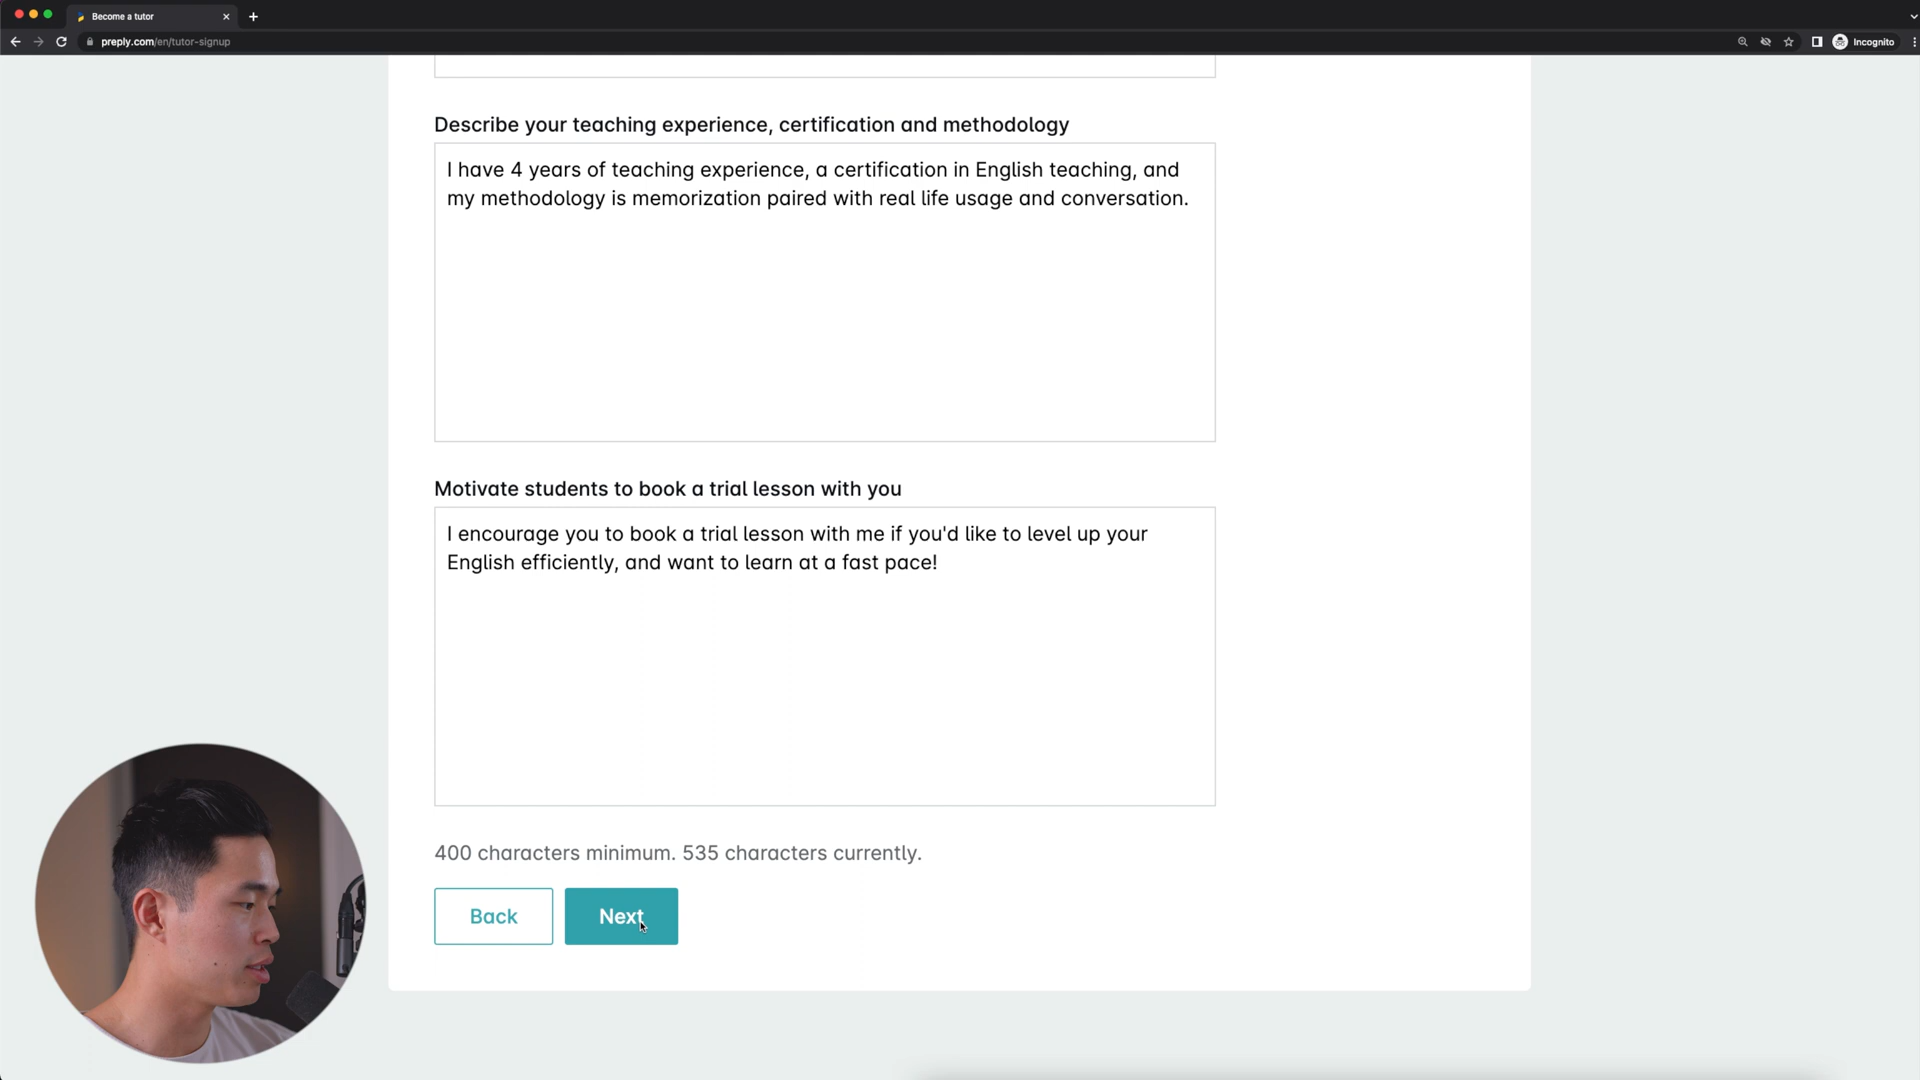 Become a tutor
preply.com/en/tutor-signup
Incognito
Describe your teaching experience, certification and methodology
I have 4 years of teaching experience, a certification in English teaching, and
my methodology is memorization paired with real life usage and conversation.
Motivate students to book a trial lesson with you
I encourage you to book a trial lesson with me if you'd like to level up your
English efficiently, and want to learn at a fast pace!
400 characters minimum. 535 characters currently.
Back
Next